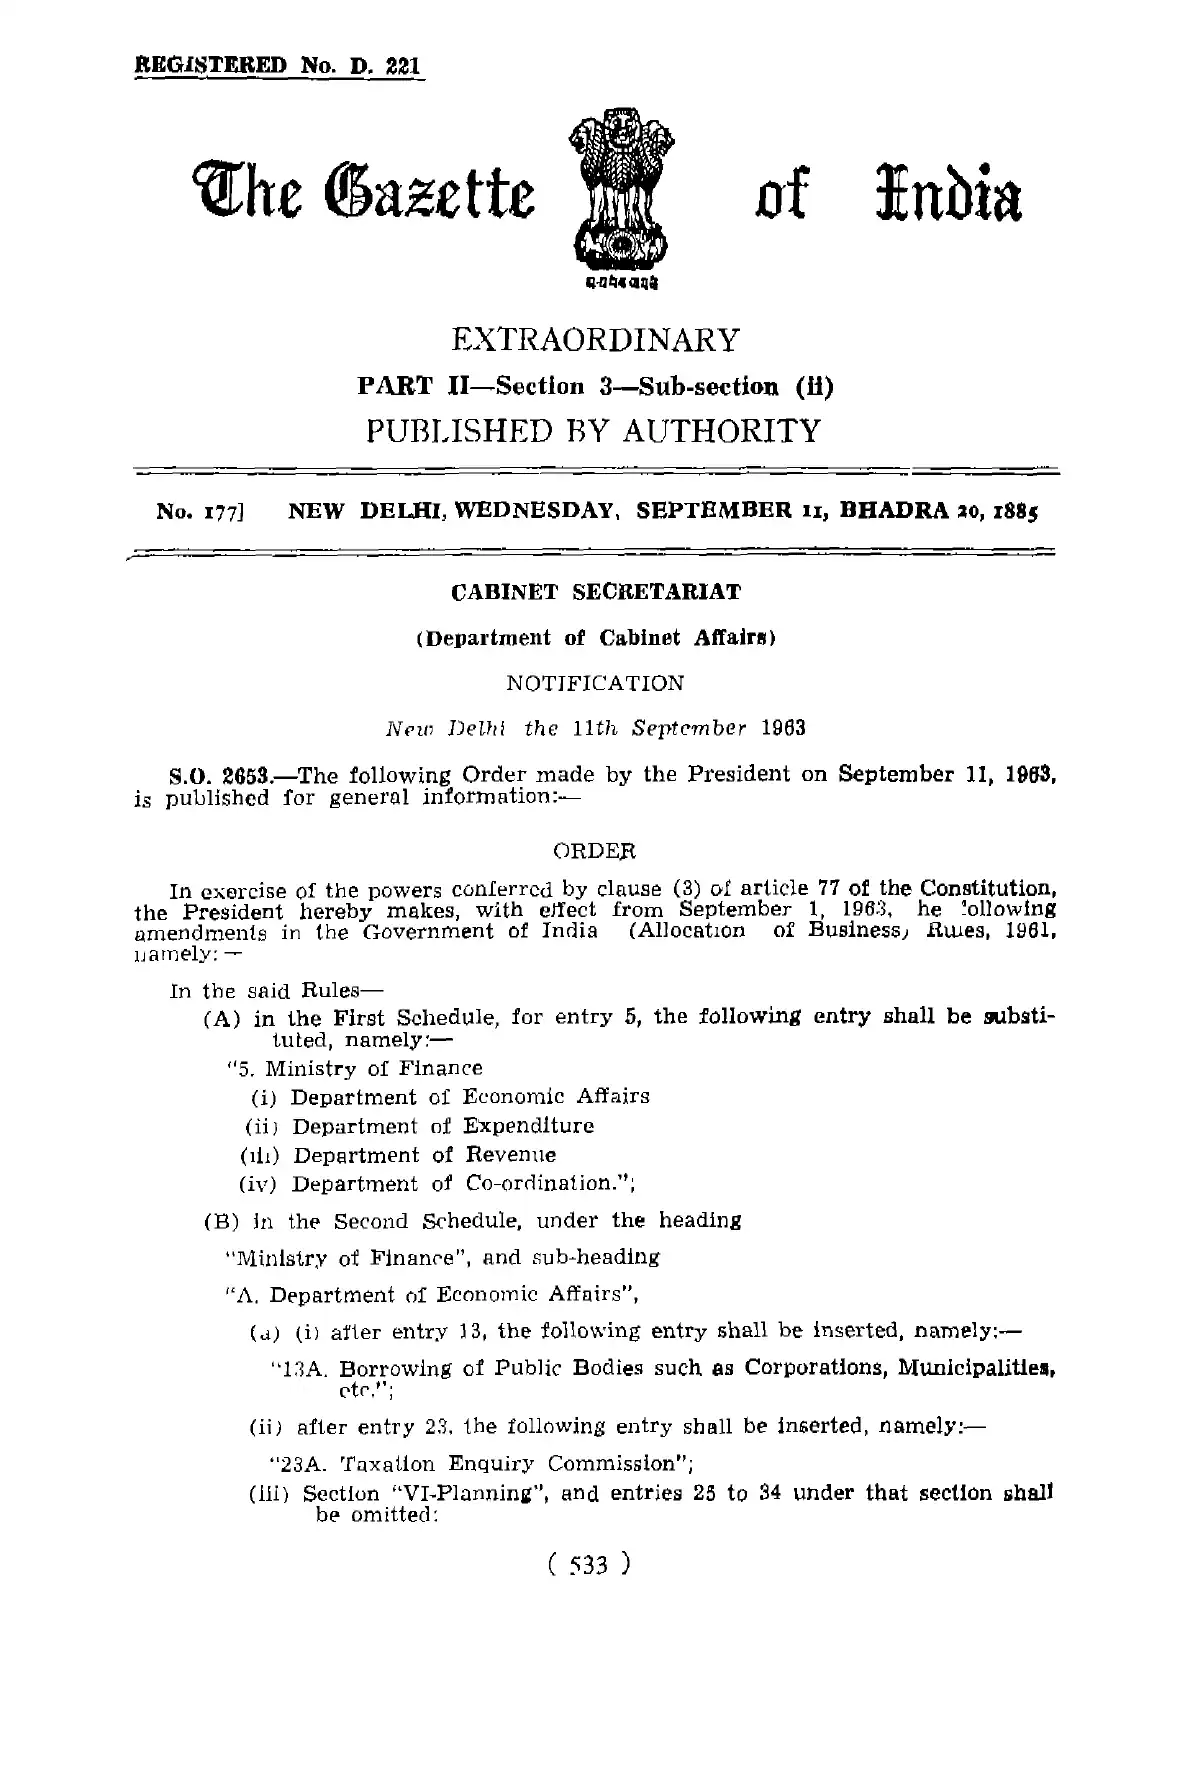 REGISTERED No. D. 221
The Gazette of India
EXTRAORDINARY
PART II—Section 3—Sub-section (ii)
PUBLISHED BY AUTHORITY
No. 177] NEW DELHI, WEDNESDAY, SEPTEMBER 11, BHADRA 20, 1885
CABINET SECRETARIAT
(Department of Cabinet Affairs)
NOTIFICATION
New Delhi the 11th September 1963
S.O. 2653.—The following Order made by the President on September 11, 1963,
is published for general information:—
ORDER
In exercise of the powers conferred by clause (3) of article 77 of the Constitution,
the President hereby makes, with effect from September 1, 1963, he following
amendments in the Government of India (Allocation of Business) Rules, 1961,
namely:—
In the said Rules—
(A) in the First Schedule, for entry 5, the following entry shall be substi-
tuted, namely:—
"5. Ministry of Finance
(i) Department of Economic Affairs
(ii) Department of Expenditure
(iii) Department of Revenue
(iv) Department of Co-ordination.";
(B) in the Second Schedule, under the heading
"Ministry of Finance", and sub-heading
"A. Department of Economic Affairs",
(a) (i) after entry 13, the following entry shall be inserted, namely:—
"13A. Borrowing of Public Bodies such as Corporations, Municipalities,
etc.";
(ii) after entry 23, the following entry shall be inserted, namely:—
"23A. Taxation Enquiry Commission";
(iii) Section "VI-Planning", and entries 25 to 34 under that section shall
be omitted:
( 533 )